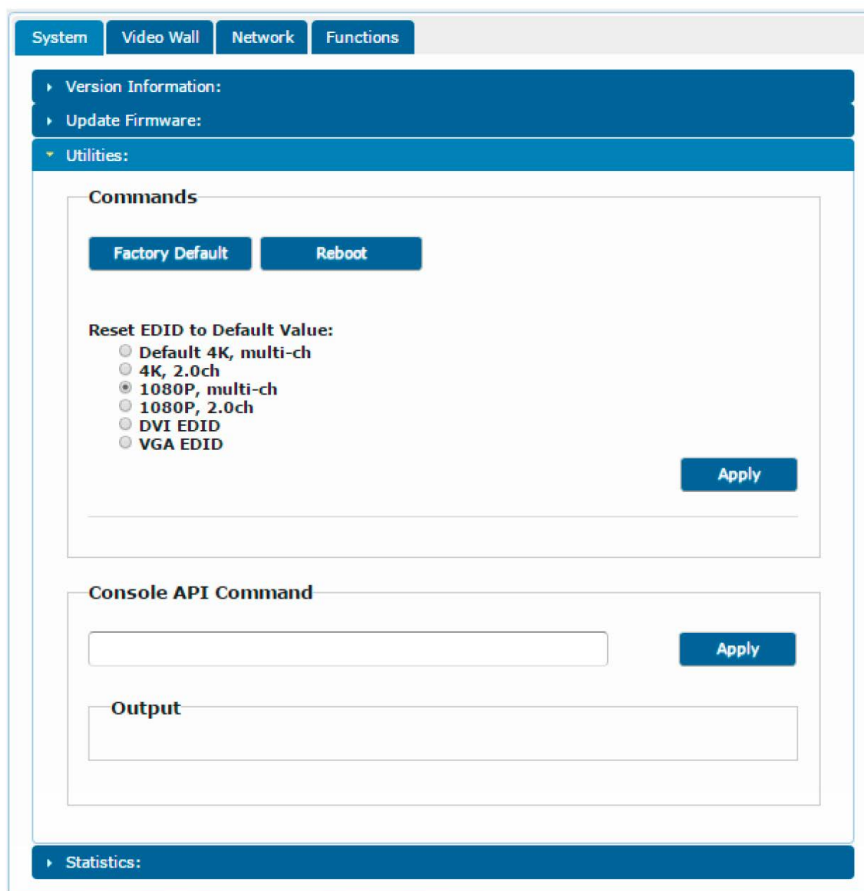 System Video Wall Network Functions
Version Information:
Update Firmware:
Utilities:
Commands
Factory Default Reboot
Reset EDID to Default Value:
Default 4K, multi-ch
4K, 2.0ch
1080P, multi-ch
1080P, 2.0ch
DVI EDID
VGA EDID
Apply
Console API Command
Apply
Output
Statistics: